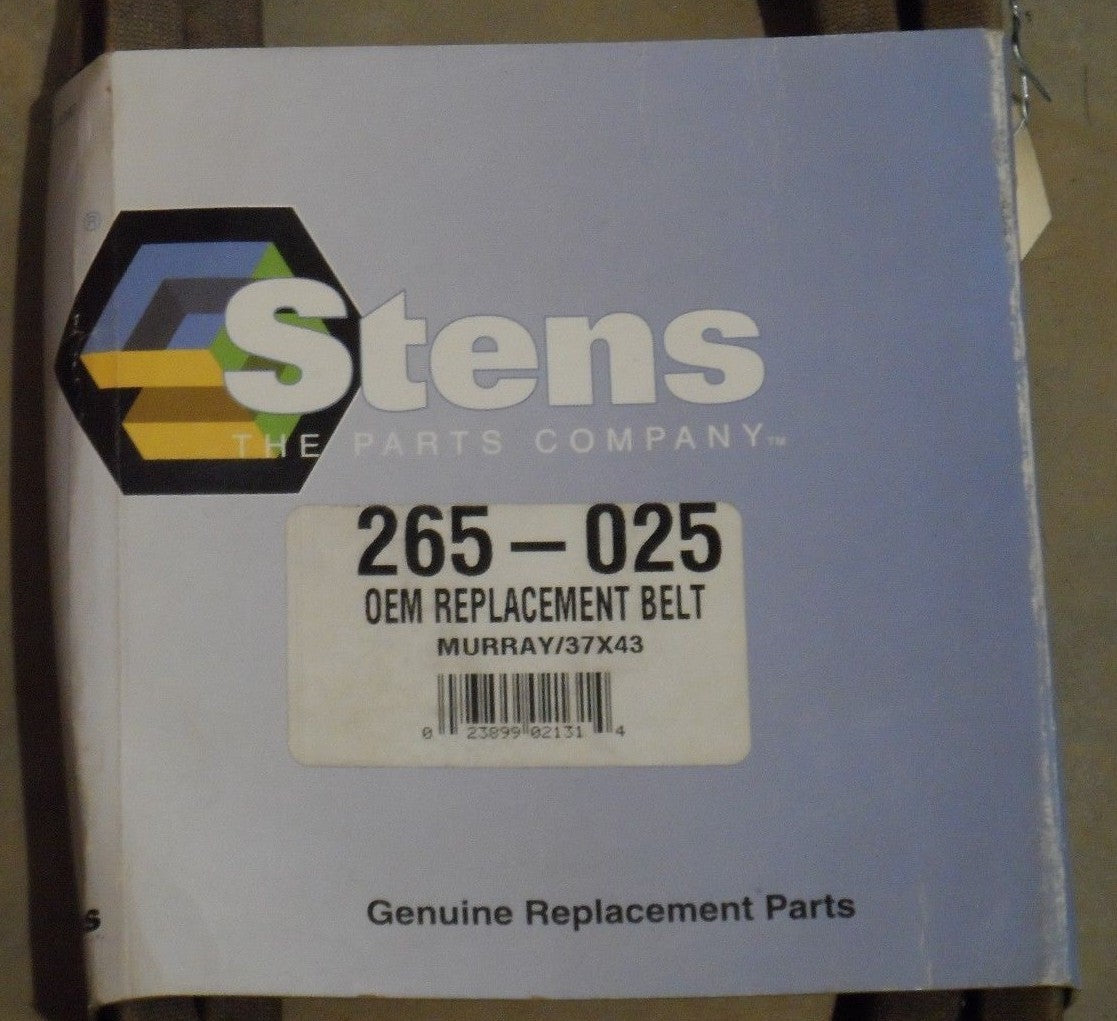 Stens
THE PARTS COMPANY™
265-025
OEM REPLACEMENT BELT
MURRAY/37X43
0 23899 02131 4
s
Genuine Replacement Parts